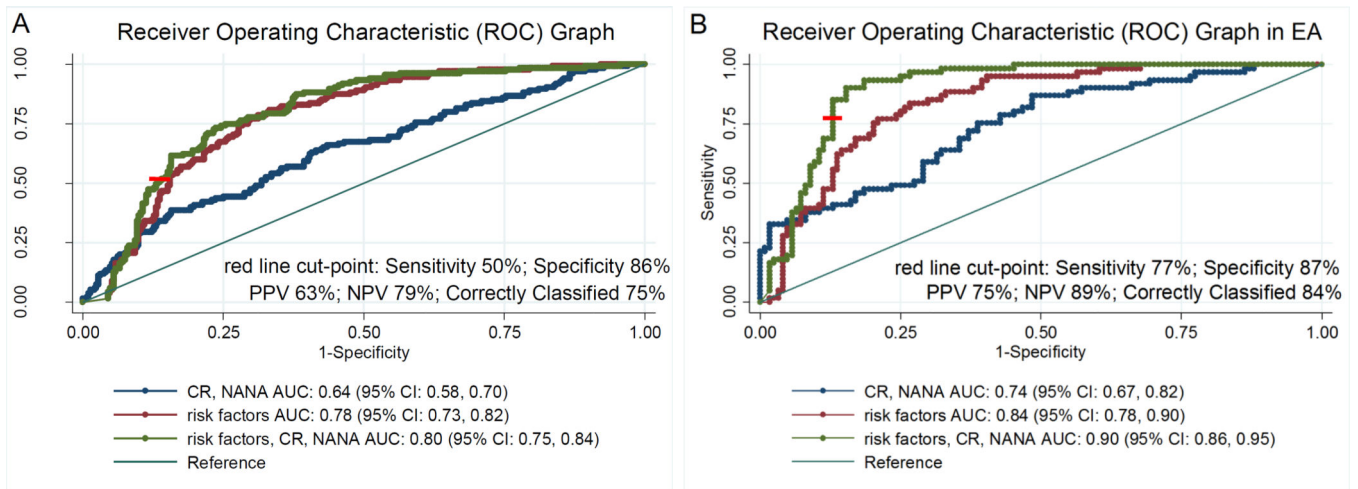 A
Receiver Operating Characteristic (ROC) Graph
1.00
0.75
0.50
0.25
0.00
red line cut-point: Sensitivity 50%; Specificity 86%
PPV 63%; NPV 79%; Correctly Classified 75%
0.00 0.25 0.50 0.75 1.00
1-Specificity
CR, NANA AUC: 0.64 (95% CI: 0.58, 0.70)
risk factors AUC: 0.78 (95% CI: 0.73, 0.82)
risk factors, CR, NANA AUC: 0.80 (95% CI: 0.75, 0.84)
Reference
B
Receiver Operating Characteristic (ROC) Graph in EA
Sensitivity
1.00
0.75
0.50
0.25
0.00
red line cut-point: Sensitivity 77%; Specificity 87%
PPV 75%; NPV 89%; Correctly Classified 84%
0.00 0.25 0.50 0.75 1.00
1-Specificity
CR, NANA AUC: 0.74 (95% CI: 0.67, 0.82)
risk factors AUC: 0.84 (95% CI: 0.78, 0.90)
risk factors, CR, NANA AUC: 0.90 (95% CI: 0.86, 0.95)
Reference